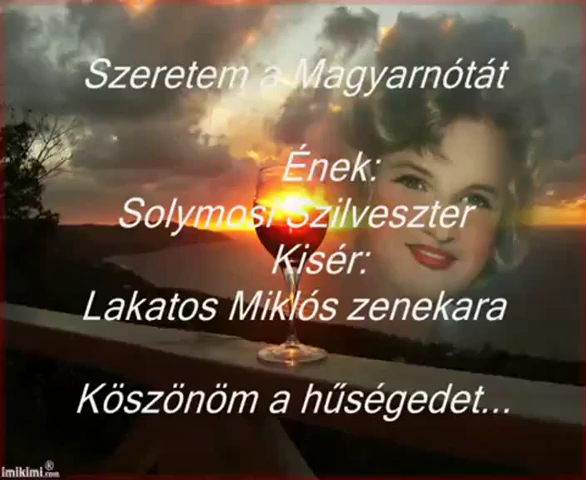 Szeretem a Magyarnótát
Ének:
Solymosi Szilveszter
Kisér:
Lakatos Miklós zenekara
Köszönöm a hűségedet...
imikimi®.com